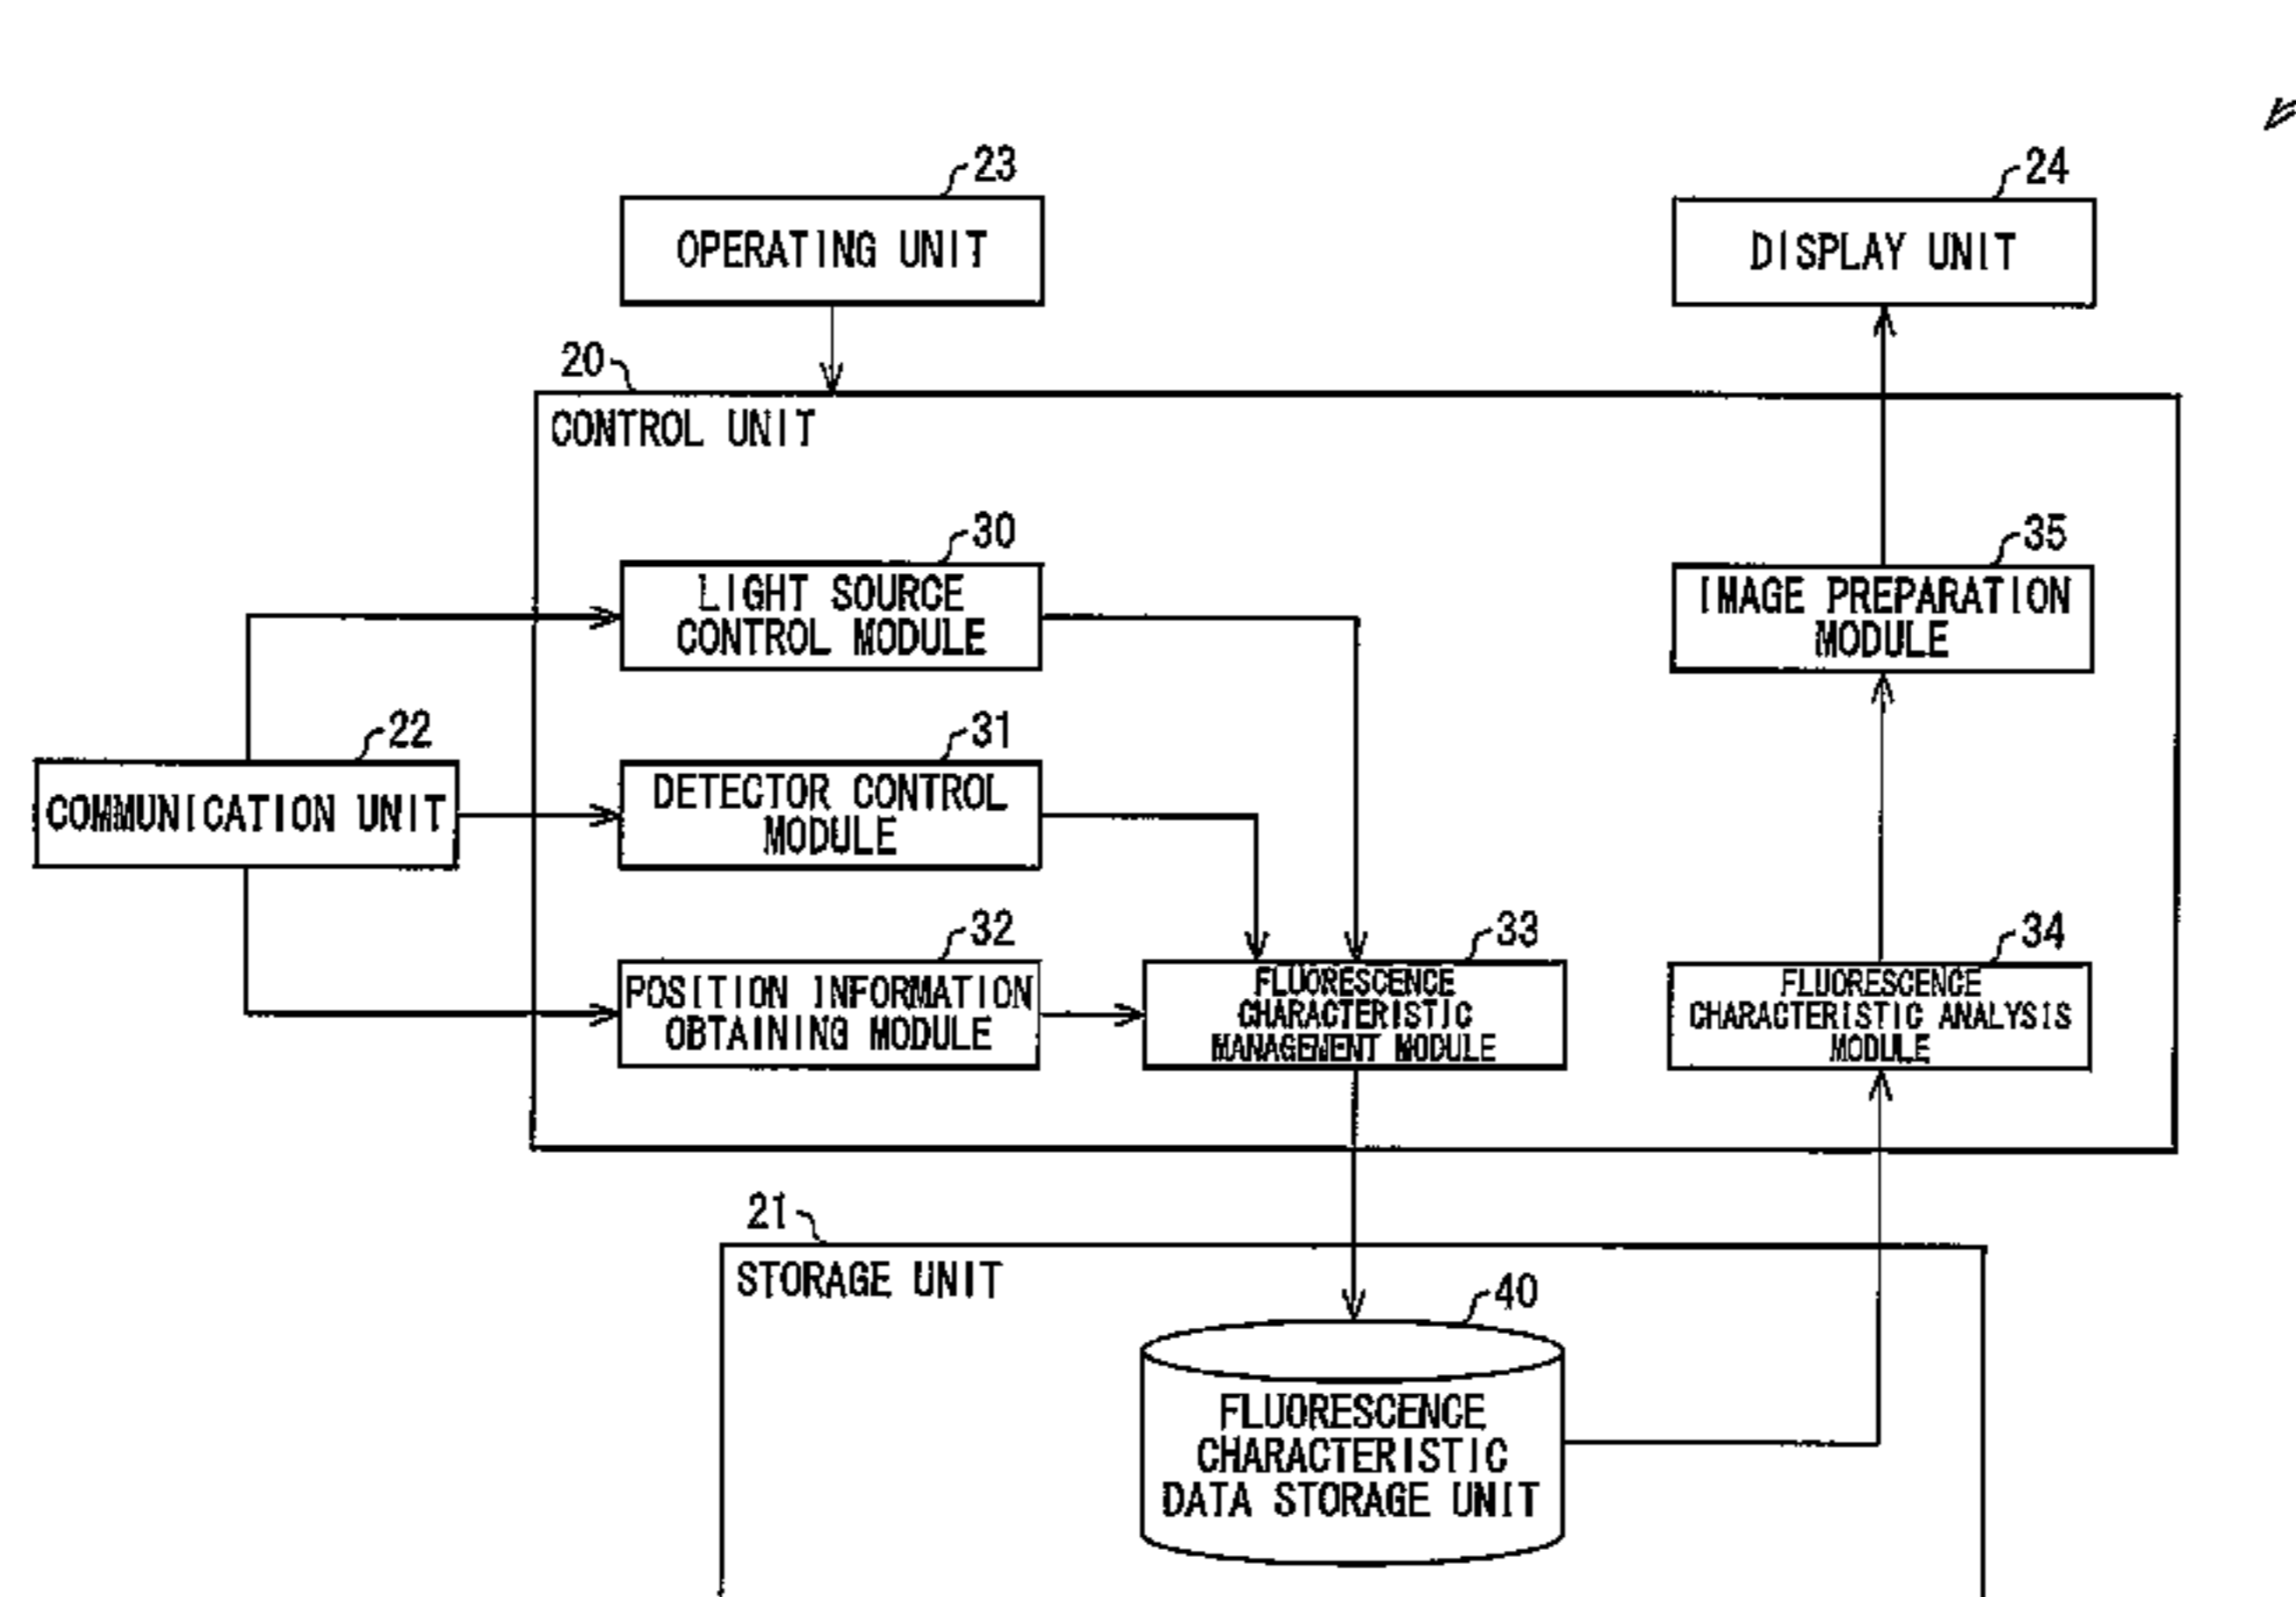 23
OPERATING UNIT
24
DISPLAY UNIT
20
CONTROL UNIT
30
LIGHT SOURCE
CONTROL MODULE
35
IMAGE PREPARATION
MODULE
22
COMMUNICATION UNIT
31
DETECTOR CONTROL
MODULE
32
POSITION INFORMATION
OBTAINING MODULE
33
FLUORESCENCE
CHARACTERISTIC
MANAGEMENT MODULE
34
FLUORESCENCE
CHARACTERISTIC ANALYSIS
MODULE
21
STORAGE UNIT
40
FLUORESCENCE
CHARACTERISTIC
DATA STORAGE UNIT